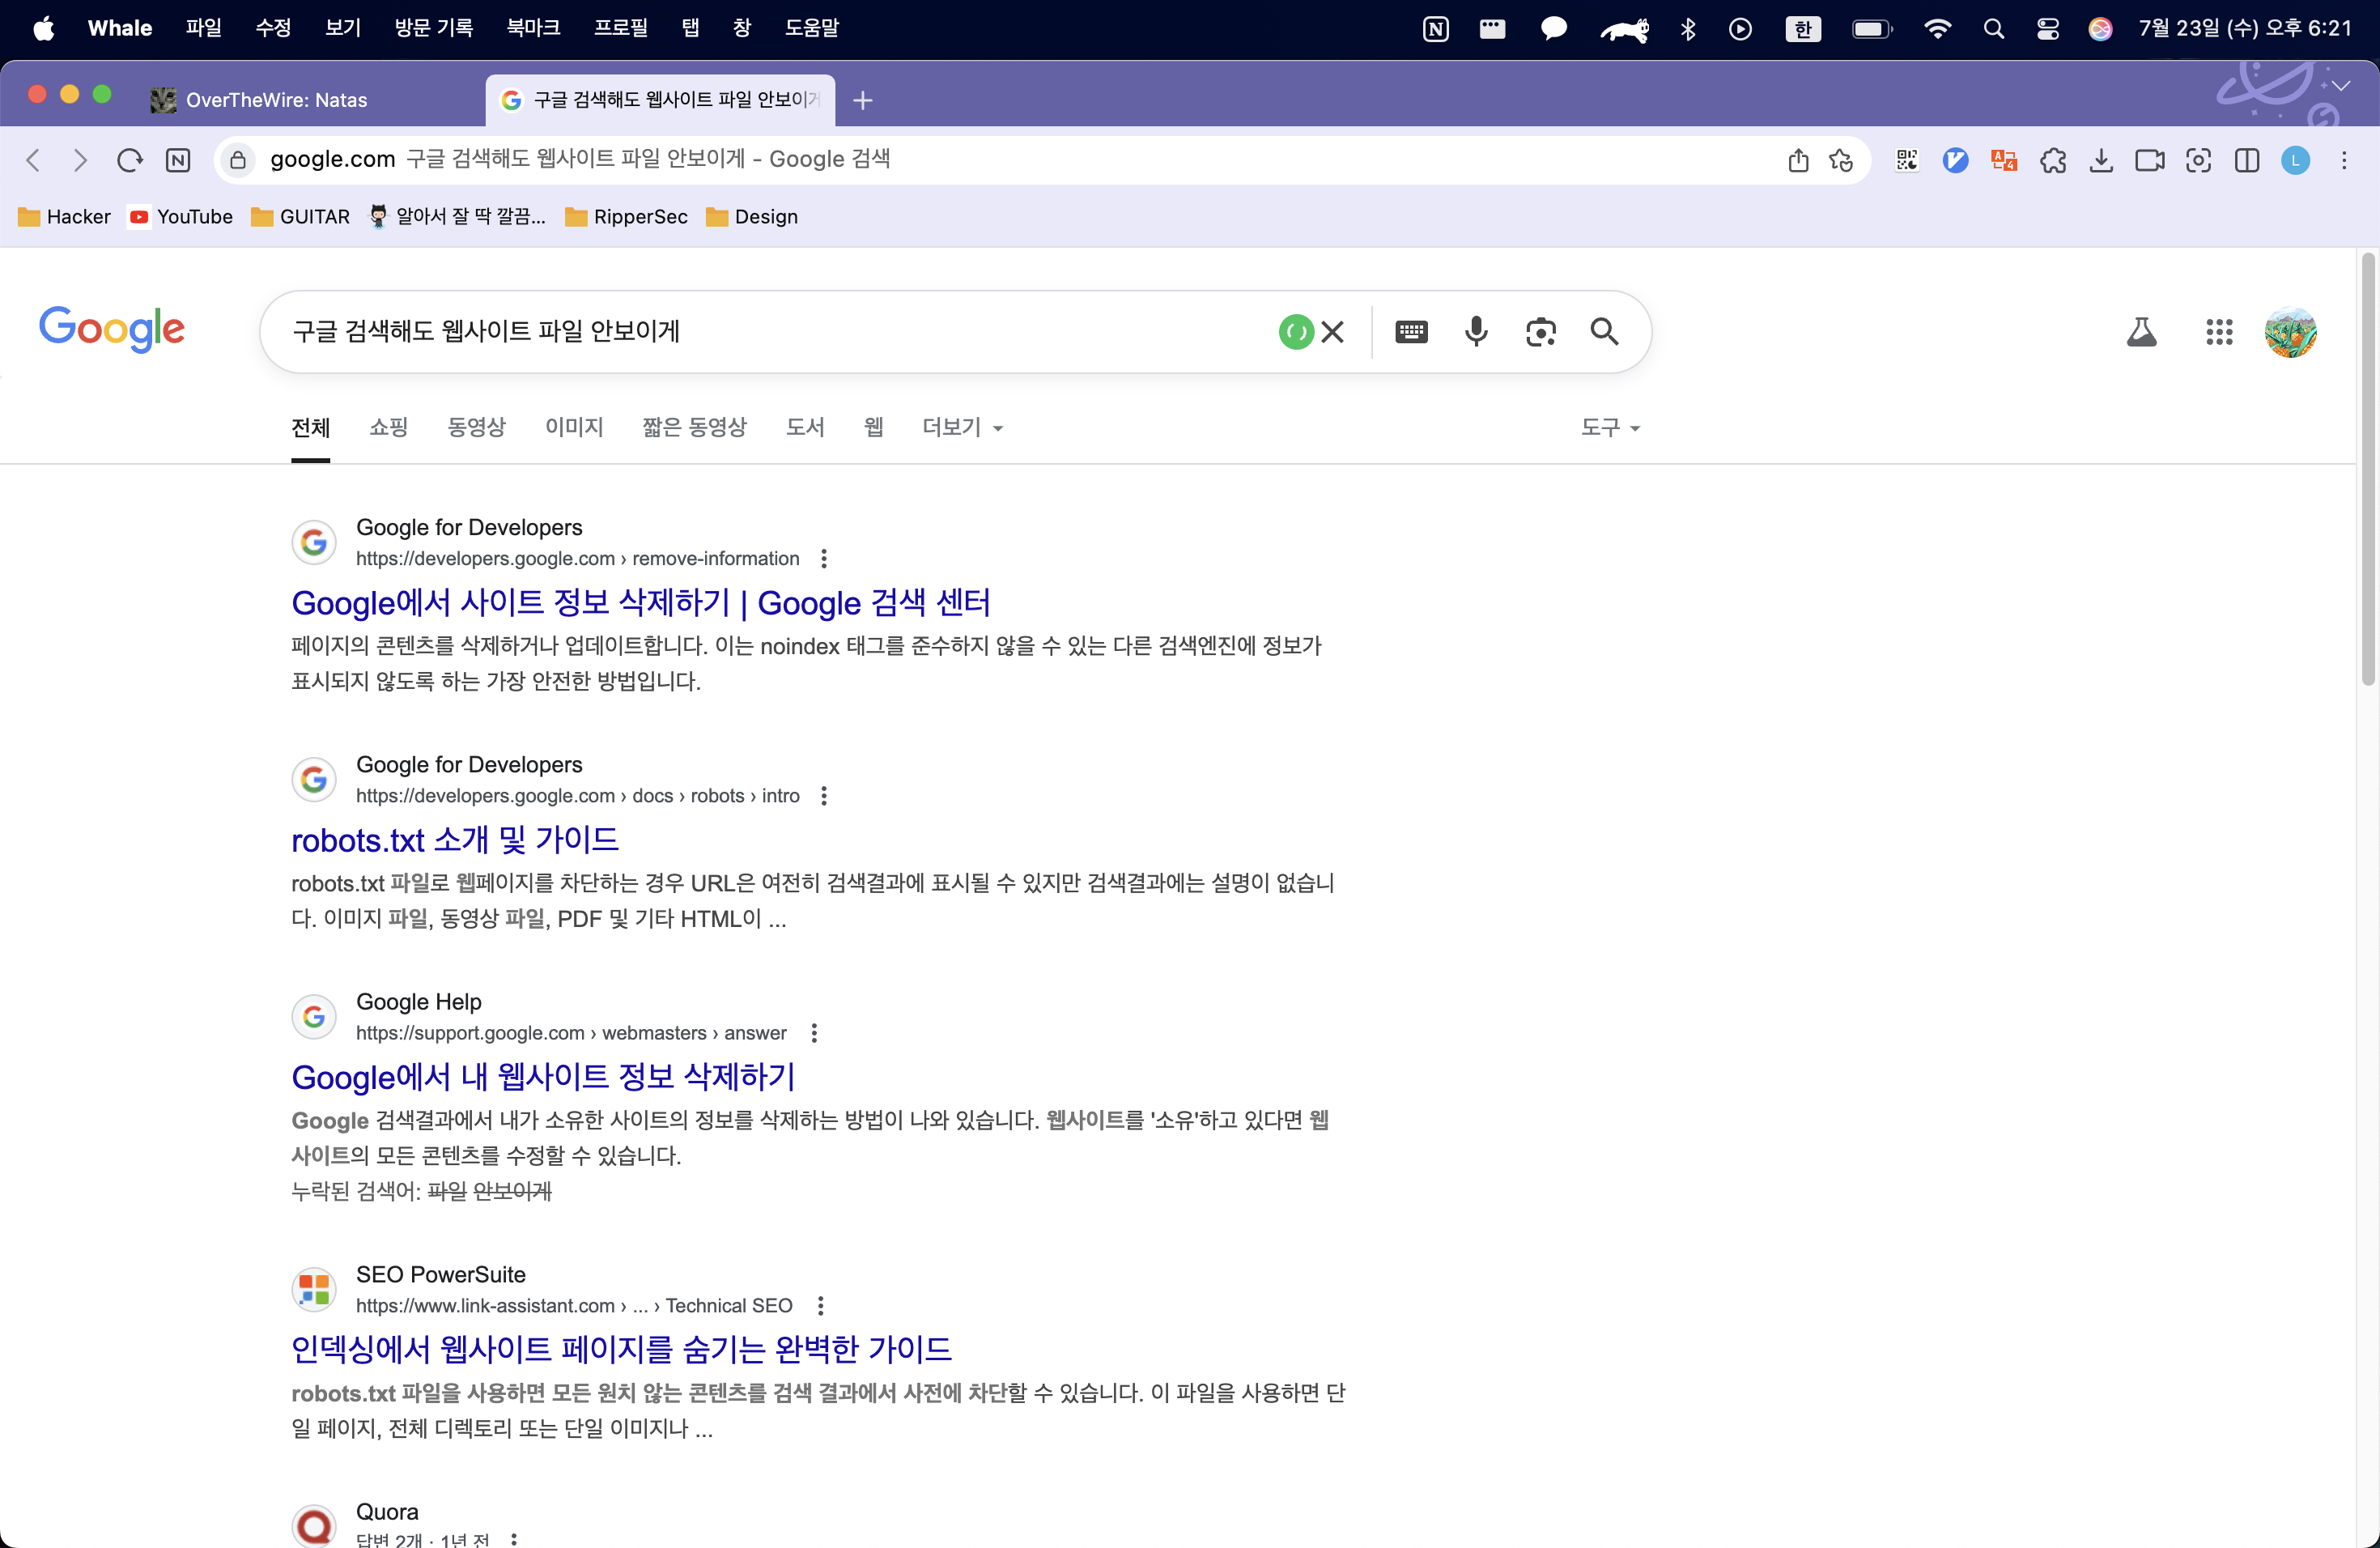 Whale 파일 수정 보기 방문 기록 북마크 프로필 탭 창 도움말 한 7월 23일 (수) 오후 6:21
OverTheWire: Natas 구글 검색해도 웹사이트 파일 안보이게
google.com 구글 검색해도 웹사이트 파일 안보이게 - Google 검색
Hacker YouTube GUITAR 알아서 잘 딱 깔끔... RipperSec Design
Google 구글 검색해도 웹사이트 파일 안보이게
전체 쇼핑 동영상 이미지 짧은 동영상 도서 웹 더보기 도구
Google for Developers
https://developers.google.com › remove-information
Google에서 사이트 정보 삭제하기 | Google 검색 센터
페이지의 콘텐츠를 삭제하거나 업데이트합니다. 이는 noindex 태그를 준수하지 않을 수 있는 다른 검색엔진에 정보가
표시되지 않도록 하는 가장 안전한 방법입니다.
Google for Developers
https://developers.google.com › docs › robots › intro
robots.txt 소개 및 가이드
robots.txt 파일로 웹페이지를 차단하는 경우 URL은 여전히 검색결과에 표시될 수 있지만 검색결과에는 설명이 없습니
다. 이미지 파일, 동영상 파일, PDF 및 기타 HTML이 ...
Google Help
https://support.google.com › webmasters › answer
Google에서 내 웹사이트 정보 삭제하기
Google 검색결과에서 내가 소유한 사이트의 정보를 삭제하는 방법이 나와 있습니다. 웹사이트를 '소유'하고 있다면 웹
사이트의 모든 콘텐츠를 수정할 수 있습니다.
누락된 검색어: 파일 안보이게
SEO PowerSuite
https://www.link-assistant.com › ... › Technical SEO
인덱싱에서 웹사이트 페이지를 숨기는 완벽한 가이드
robots.txt 파일을 사용하면 모든 원치 않는 콘텐츠를 검색 결과에서 사전에 차단할 수 있습니다. 이 파일을 사용하면 단
일 페이지, 전체 디렉토리 또는 단일 이미지나 ...
Quora
답변 2개 · 1년 전